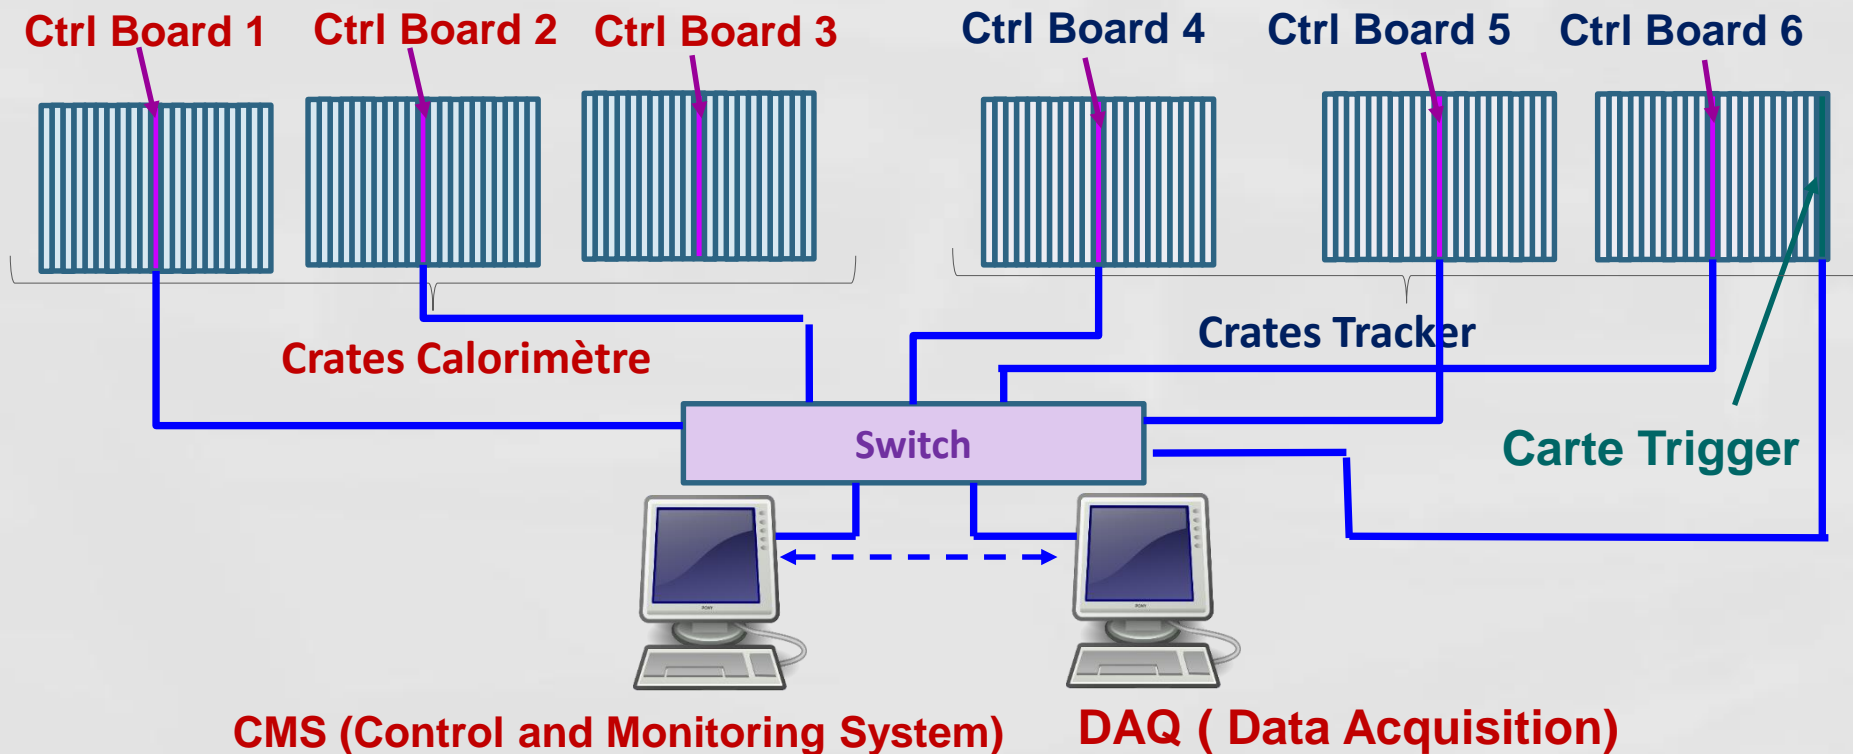 Ctrl Board 1
Ctrl Board 2
Ctrl Board 3
Ctrl Board 4
Ctrl Board 5
Ctrl Board 6
Crates Calorimètre
Crates Tracker
Switch
Carte Trigger
CMS (Control and Monitoring System)
DAQ ( Data Acquisition)